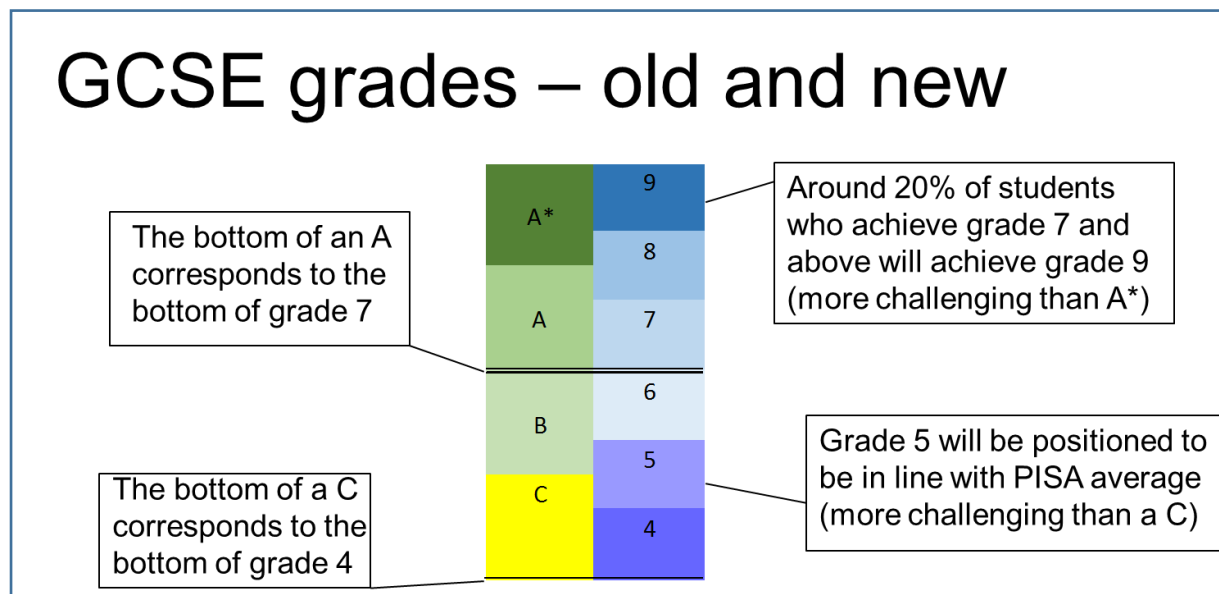 GCSE grades – old and new
The bottom of an A
corresponds to the
bottom of grade 7
The bottom of a C
corresponds to the
bottom of grade 4
A*
A
B
C
9
8
7
6
5
4
Around 20% of students
who achieve grade 7 and
above will achieve grade 9
(more challenging than A*)
Grade 5 will be positioned to
be in line with PISA average
(more challenging than a C)